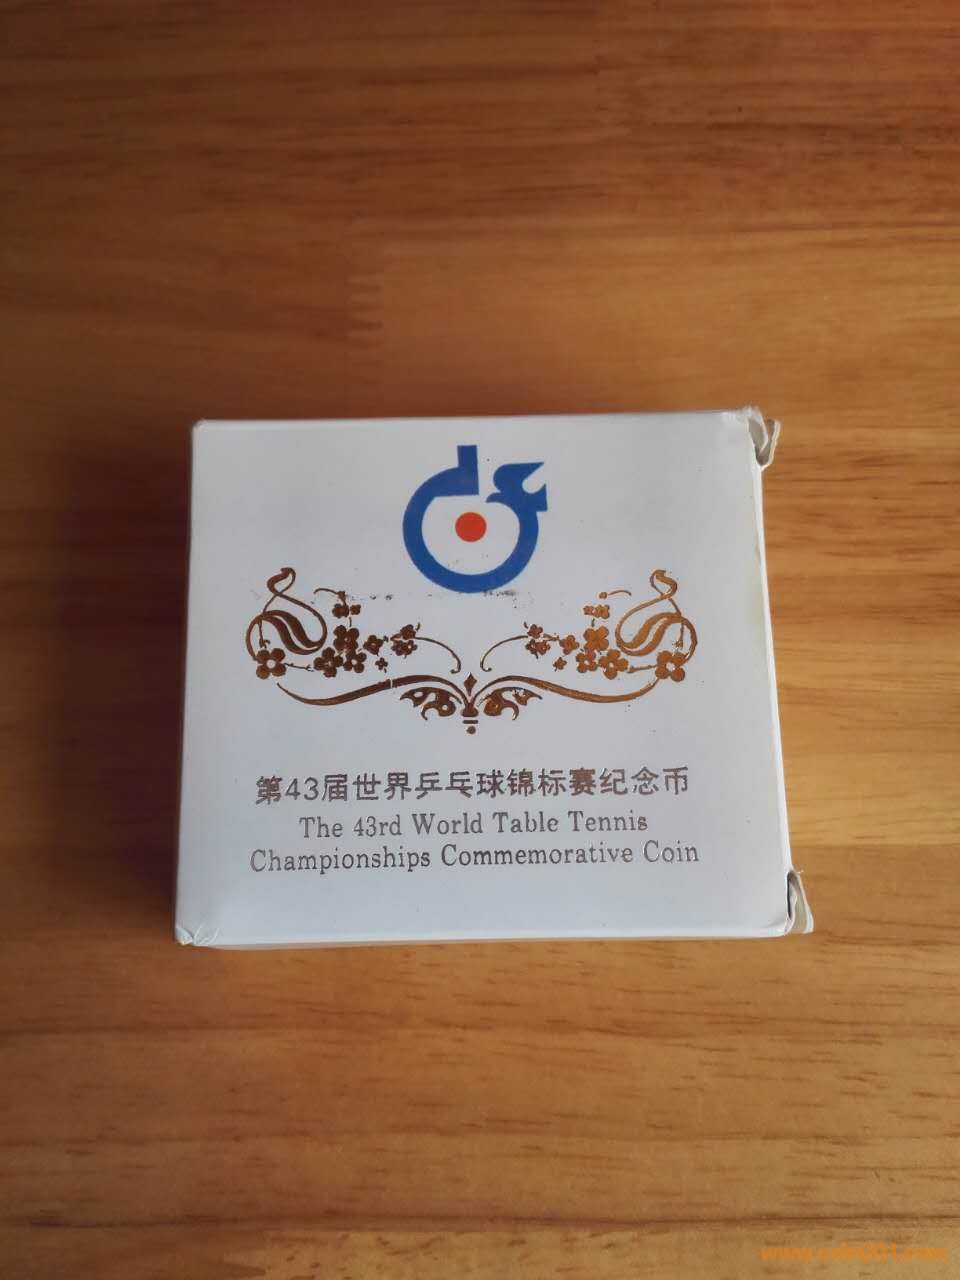 第43届世界乒乓球锦标赛纪念币
The 43rd World Table Tennis
Championships Commemorative Coin
www.coin001.com